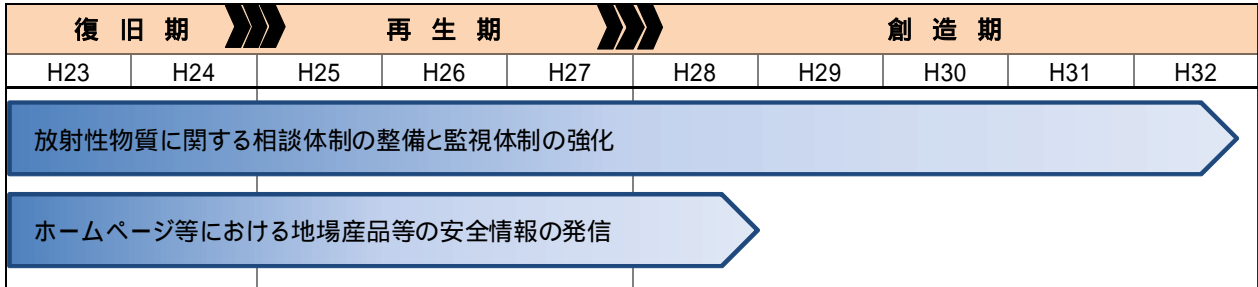 復旧期 再生期 創造期
H23 H24 H25 H26 H27 H28 H29 H30 H31 H32
放射性物質に関する相談体制の整備と監視体制の強化
ホームページ等における地場産品等の安全情報の発信